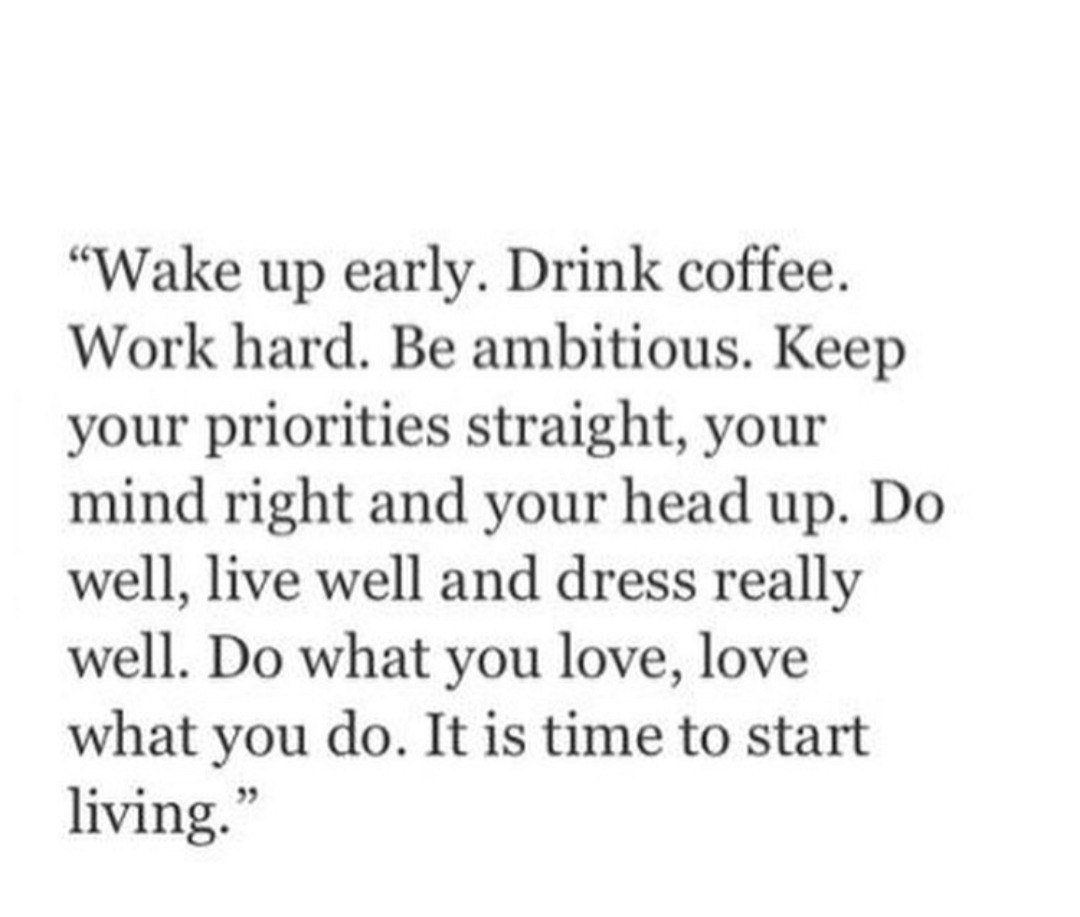 “Wake up early. Drink coffee.
Work hard. Be ambitious. Keep
your priorities straight, your
mind right and your head up. Do
well, live well and dress really
well. Do what you love, love
what you do. It is time to start
living.”